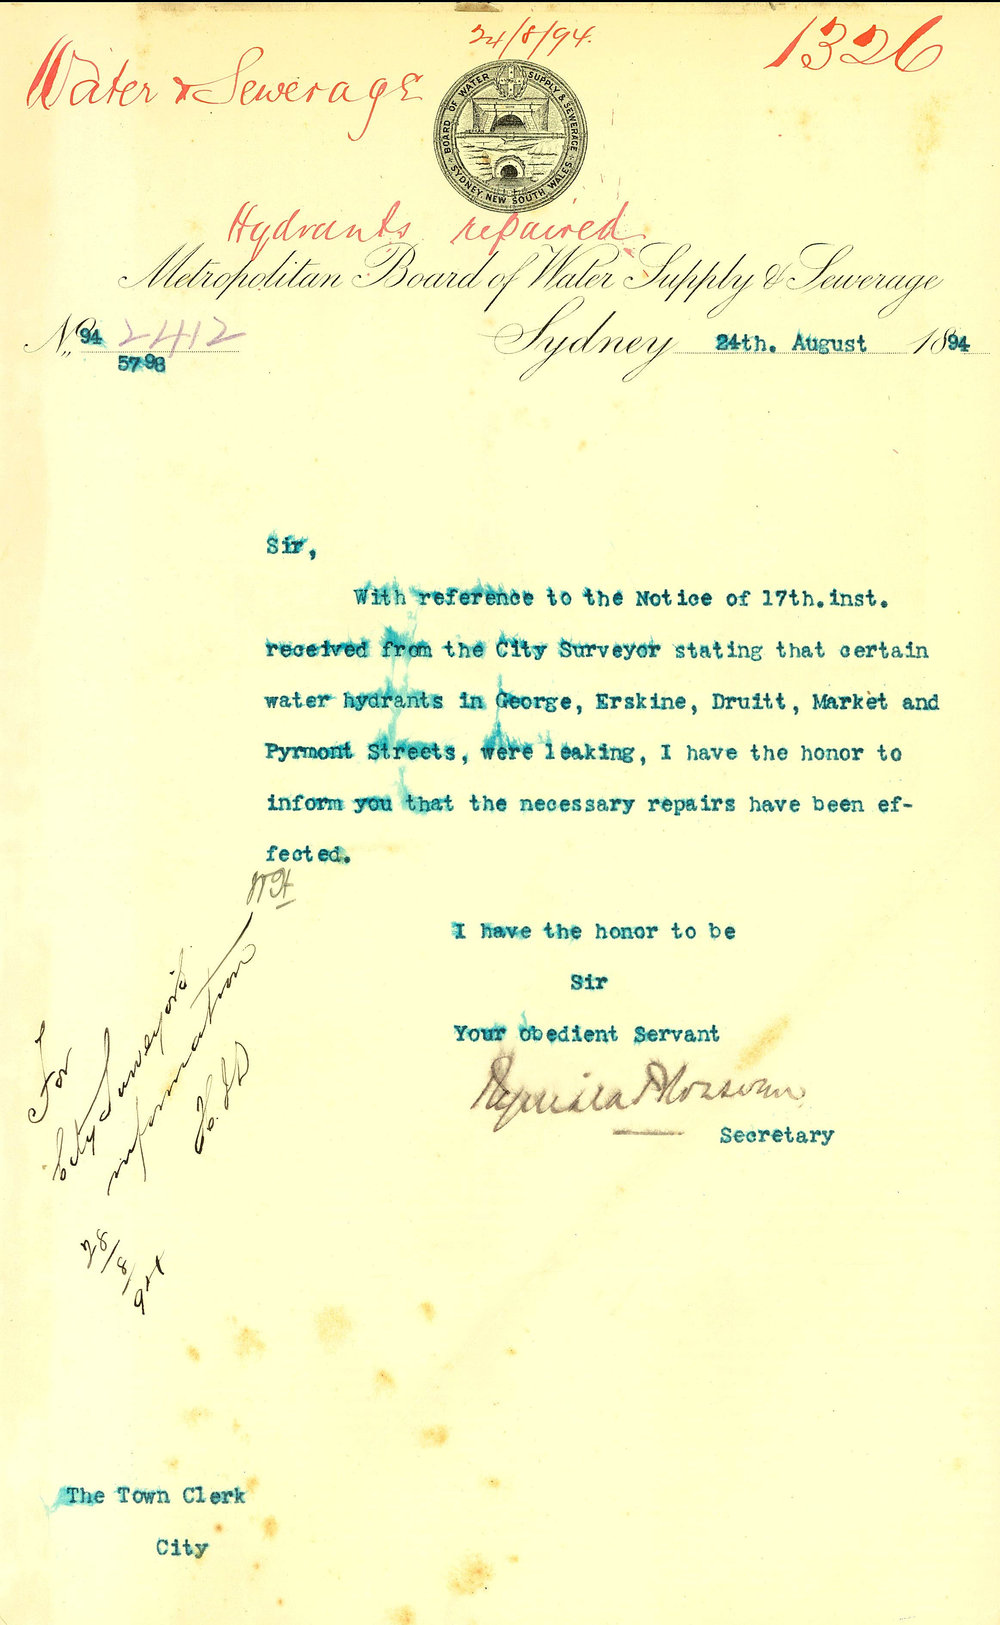 24/8/94.
1326
Water & Sewerage
BOARD OF WATER SUPPLY & SEWERAGE
SYDNEY, NEW SOUTH WALES
Hydrants repaired
Metropolitan Board of Water Supply & Sewerage
No. 94 2412
5798
Sydney 24th. August 1894
Sir,
With reference to the Notice of 17th.inst.
received from the City Surveyor stating that certain
water hydrants in George, Erskine, Druitt, Market and
Pyrmont Streets, were leaking, I have the honor to
inform you that the necessary repairs have been ef-
fected.
I have the honor to be
Sir
Your obedient Servant
Secretary
For
City Surveyor's
information
28/8/94
The Town Clerk
City